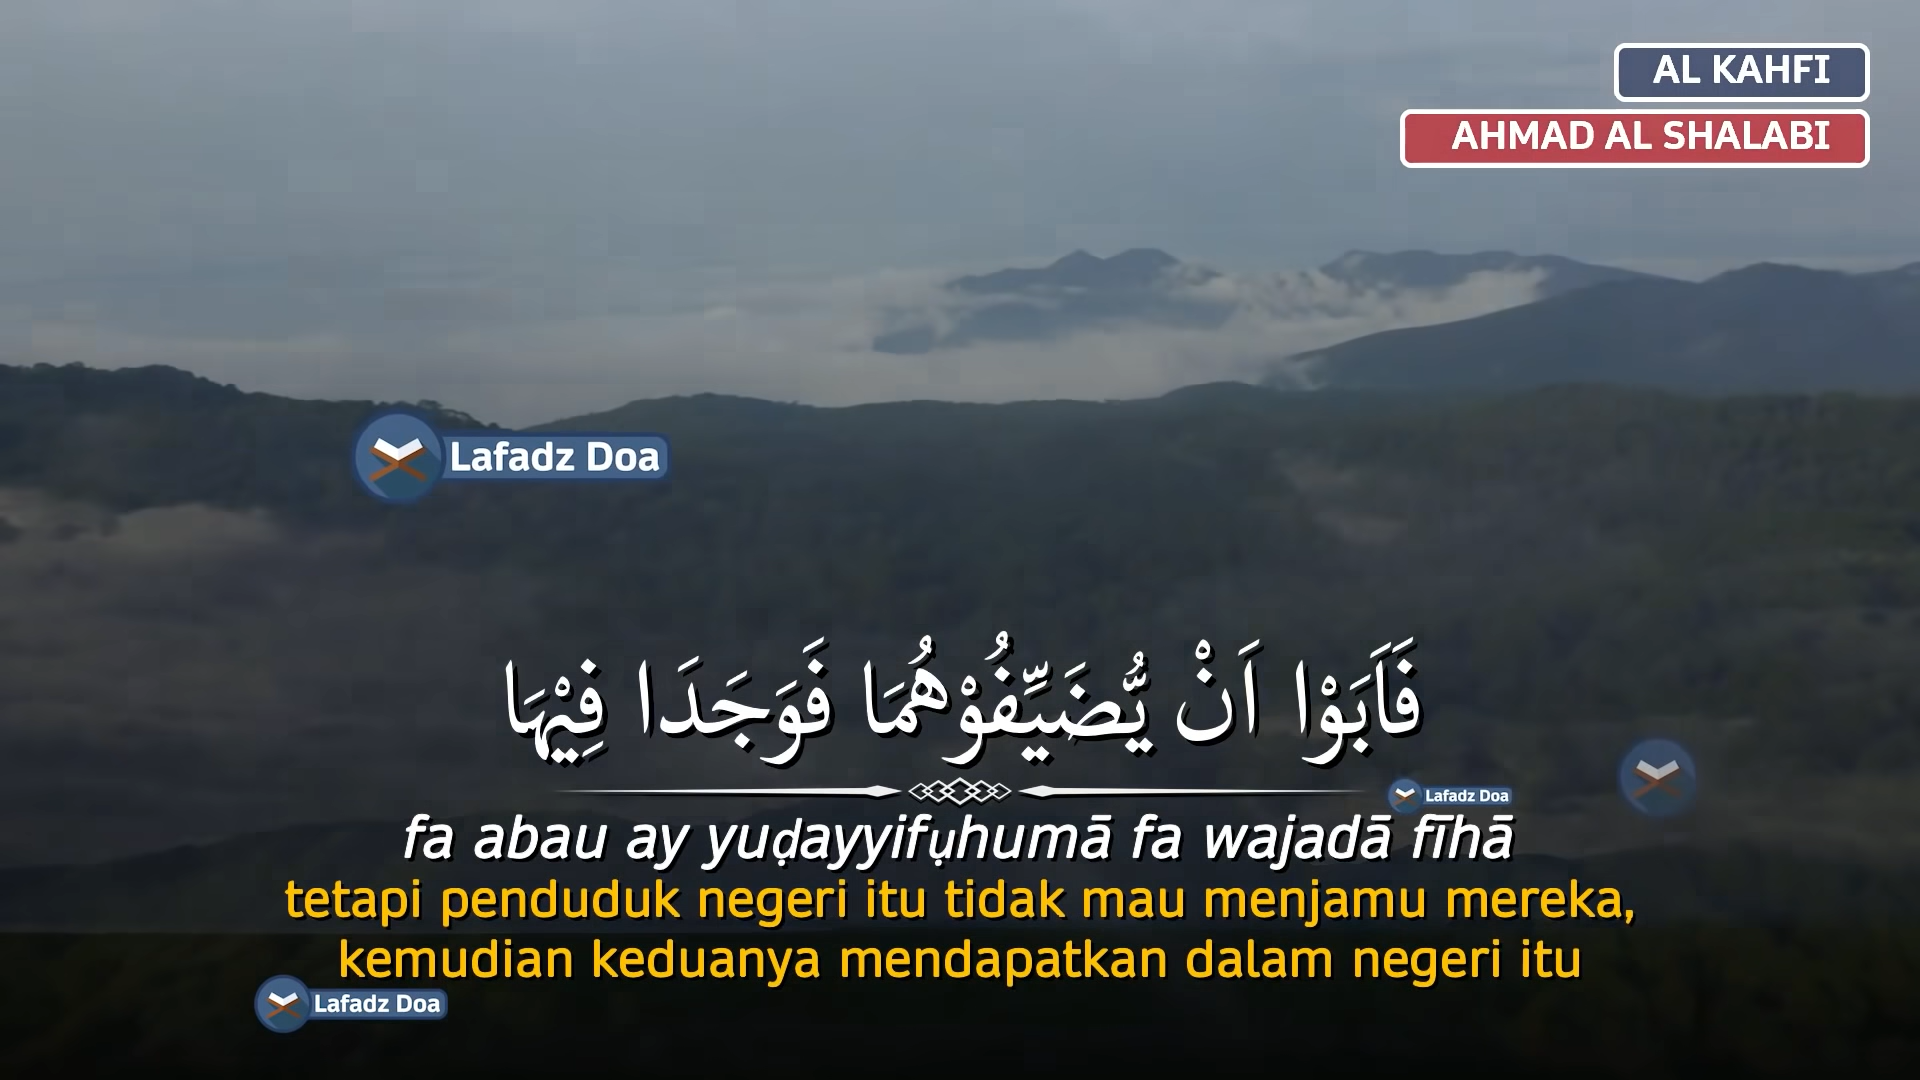 AL KAHFI
AHMAD AL SHALABI
Lafadz Doa
فَاَبَوْا اَنْ يُّضَيِّفُوْهُمَا فَوَجَدَا فِيْهَا
Lafadz Doa
fa abau ay yuḍayyifụhumā fa wajadā fīhā
tetapi penduduk negeri itu tidak mau menjamu mereka,
kemudian keduanya mendapatkan dalam negeri itu
Lafadz Doa